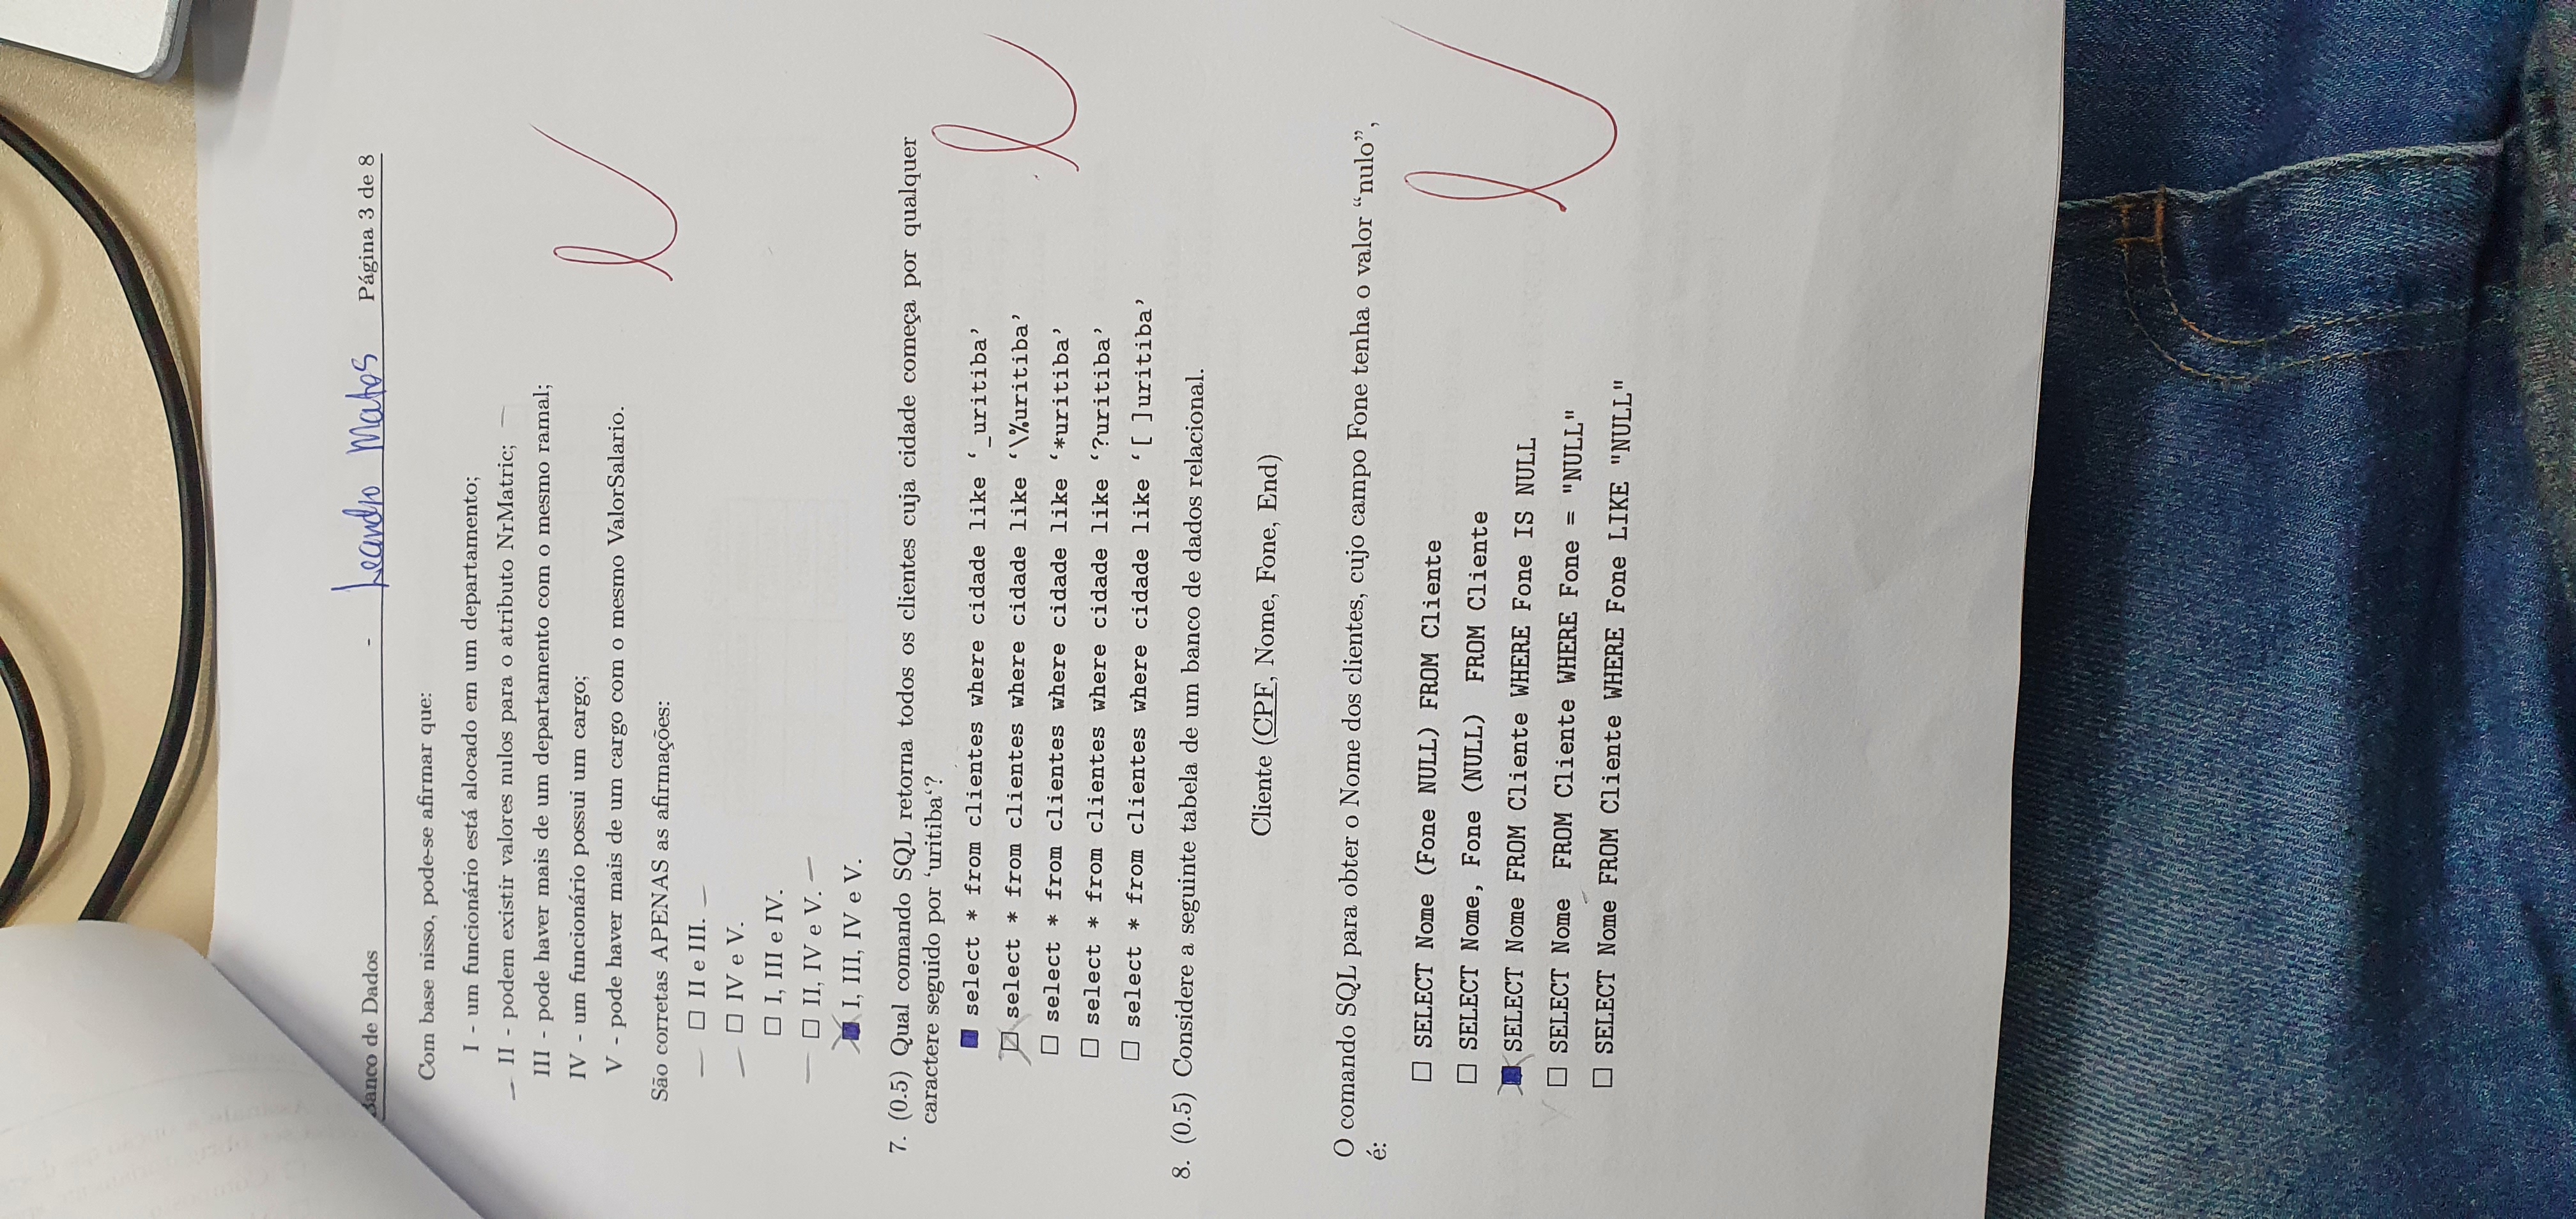 Banco de Dados - Leandro Matos Página 3 de 8
Com base nisso, pode-se afirmar que:
I - um funcionário está alocado em um departamento;
II - podem existir valores nulos para o atributo NrMatric;
III - pode haver mais de um departamento com o mesmo ramal;
IV - um funcionário possui um cargo;
V - pode haver mais de um cargo com o mesmo ValorSalario.
São corretas APENAS as afirmações:
II e III.
IV e V.
I, III e IV.
II, IV e V.
I, III, IV e V.
7. (0.5) Qual comando SQL retorna todos os clientes cuja cidade começa por qualquer
caractere seguido por ‘uritiba‘?
select * from clientes where cidade like ‘_uritiba’
select * from clientes where cidade like ‘\%uritiba’
select * from clientes where cidade like ‘*uritiba’
select * from clientes where cidade like ‘?uritiba’
select * from clientes where cidade like ‘[ ]uritiba’
8. (0.5) Considere a seguinte tabela de um banco de dados relacional.
Cliente (CPF, Nome, Fone, End)
O comando SQL para obter o Nome dos clientes, cujo campo Fone tenha o valor “nulo”,
é:
SELECT Nome (Fone NULL) FROM Cliente
SELECT Nome, Fone (NULL) FROM Cliente
SELECT Nome FROM Cliente WHERE Fone IS NULL
SELECT Nome FROM Cliente WHERE Fone = "NULL"
SELECT Nome FROM Cliente WHERE Fone LIKE "NULL"